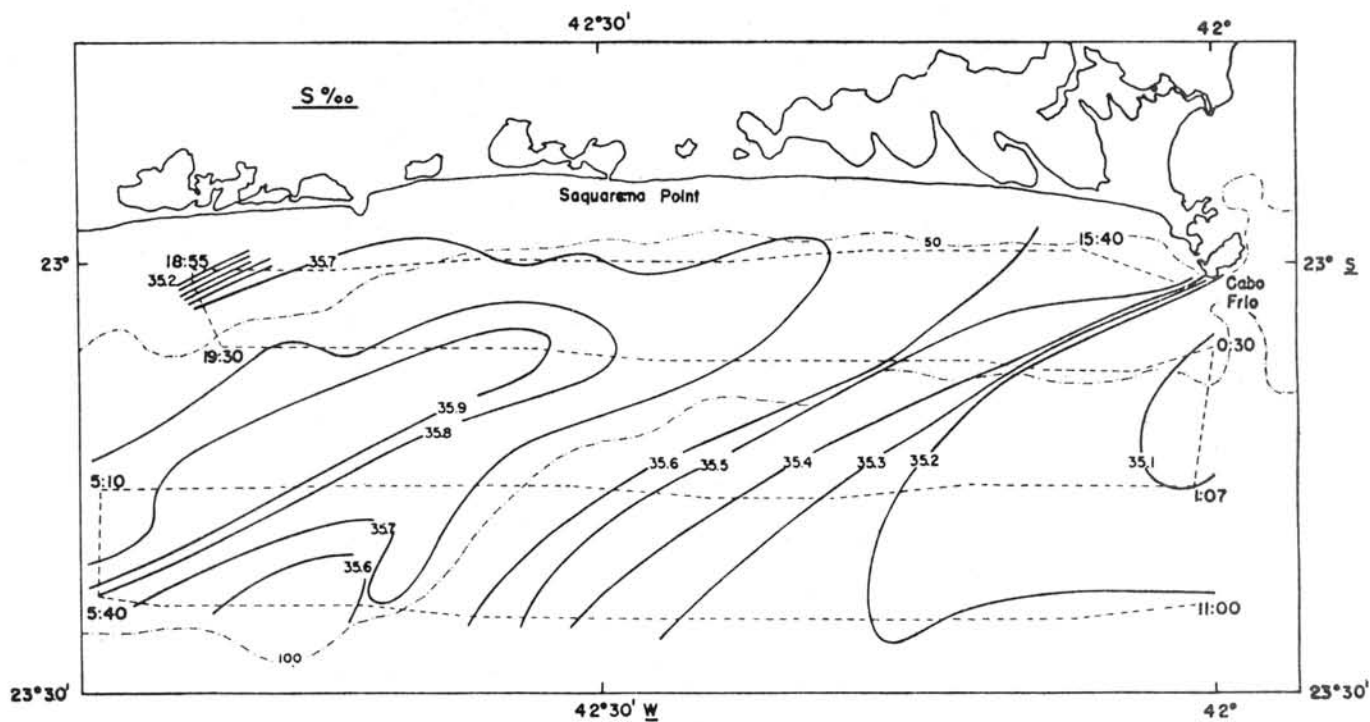 42°30' 42°
S‰
Saquarema Point
18:55 35.7 50 15:40
23° 35.2 23° S
Cabo
Frio
19:30 0:30
35.9
35.8
35.6 35.5 35.4 35.3 35.2 35.1
5:10 1:07
35.7
35.6
5:40 11:00
100
23°30' 23°30'
42°30' W 42°